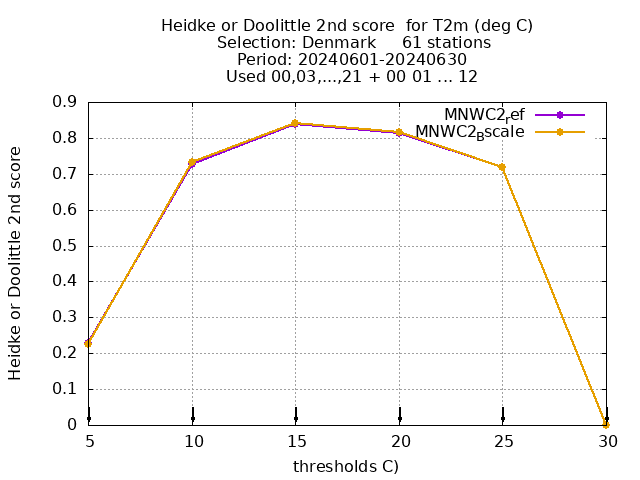 Heidke or Doolittle 2nd score  for T2m (deg C)
Selection: Denmark     61 stations
Period: 20240601-20240630
Used 00,03,...,21 + 00 01 ... 12
MNWC2ref
MNWC2Bscale
Heidke or Doolittle 2nd score
0.9
0.8
0.7
0.6
0.5
0.4
0.3
0.2
0.1
0
5 10 15 20 25 30
thresholds C)